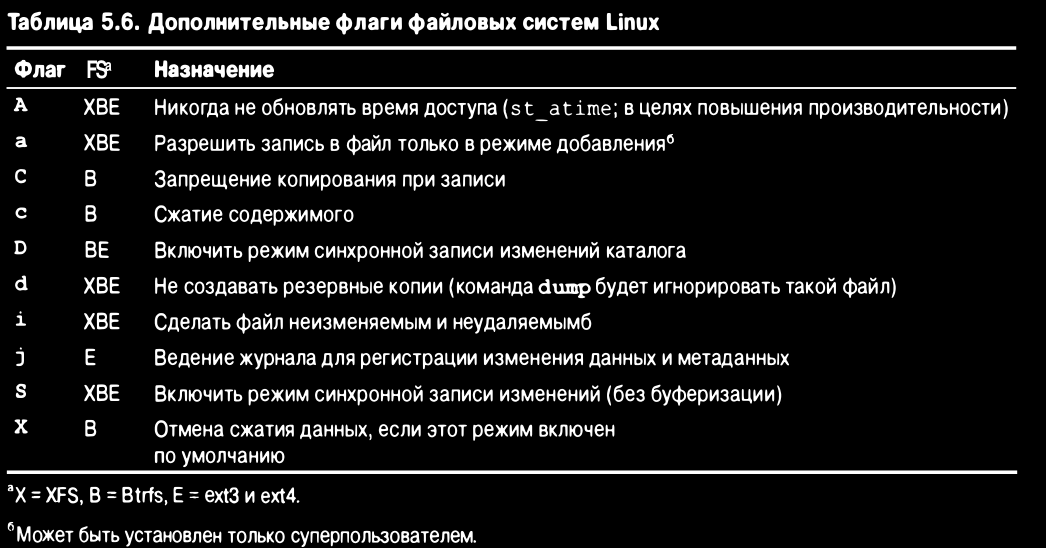 Таблица 5.6. Дополнительные флаги файловых систем Linux
Флаг FSᵃ Назначение
A XBE Никогда не обновлять время доступа (st_atime; в целях повышения производительности)
a XBE Разрешить запись в файл только в режиме добавленияᵟ
C B Запрещение копирования при записи
c B Сжатие содержимого
D BE Включить режим синхронной записи изменений каталога
d XBE Не создавать резервные копии (команда dump будет игнорировать такой файл)
i XBE Сделать файл неизменяемым и неудаляемымб
j E Ведение журнала для регистрации изменения данных и метаданных
S XBE Включить режим синхронной записи изменений (без буферизации)
X B Отмена сжатия данных, если этот режим включен
по умолчанию
ᵃX = XFS, B = Btrfs, E = ext3 и ext4.
бМожет быть установлен только суперпользователем.